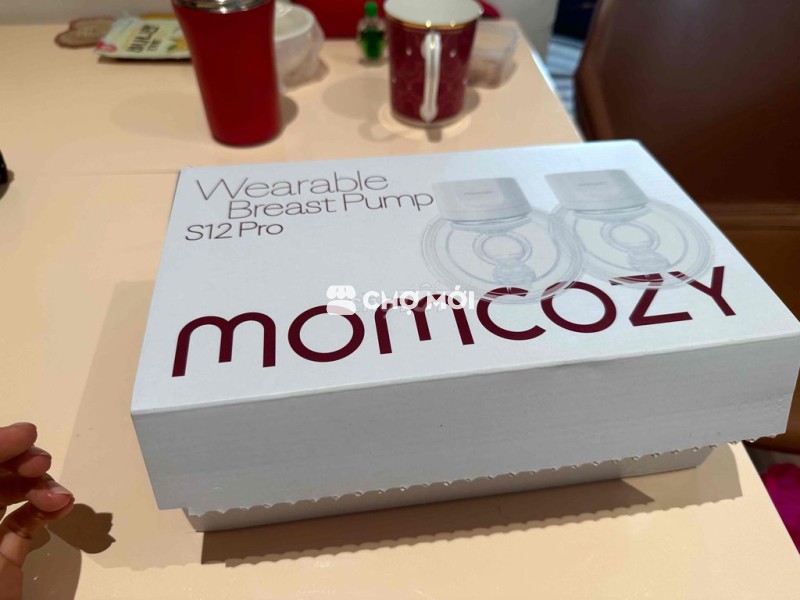 Wearable
Breast Pump
S12 Pro
CHỢ MỚI
momcozy